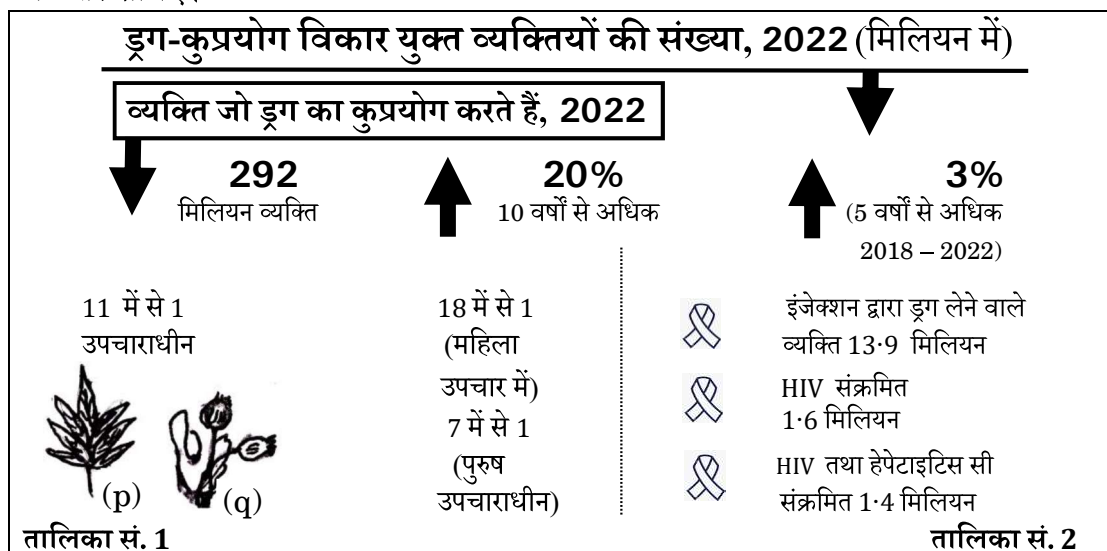 ड्रग-कुप्रयोग विकार युक्त व्यक्तियों की संख्या, 2022 (मिलियन में)
व्यक्ति जो ड्रग का कुप्रयोग करते हैं, 2022
292
मिलियन व्यक्ति
20%
10 वर्षों से अधिक
3%
(5 वर्षों से अधिक
2018 – 2022)
11 में से 1
उपचाराधीन
(p)
(q)
18 में से 1
(महिला
उपचार में)
7 में से 1
(पुरुष
उपचाराधीन)
इंजेक्शन द्वारा ड्रग लेने वाले
व्यक्ति 13·9 मिलियन
HIV संक्रमित
1·6 मिलियन
HIV तथा हेपेटाइटिस सी
संक्रमित 1·4 मिलियन
तालिका सं. 1
तालिका सं. 2